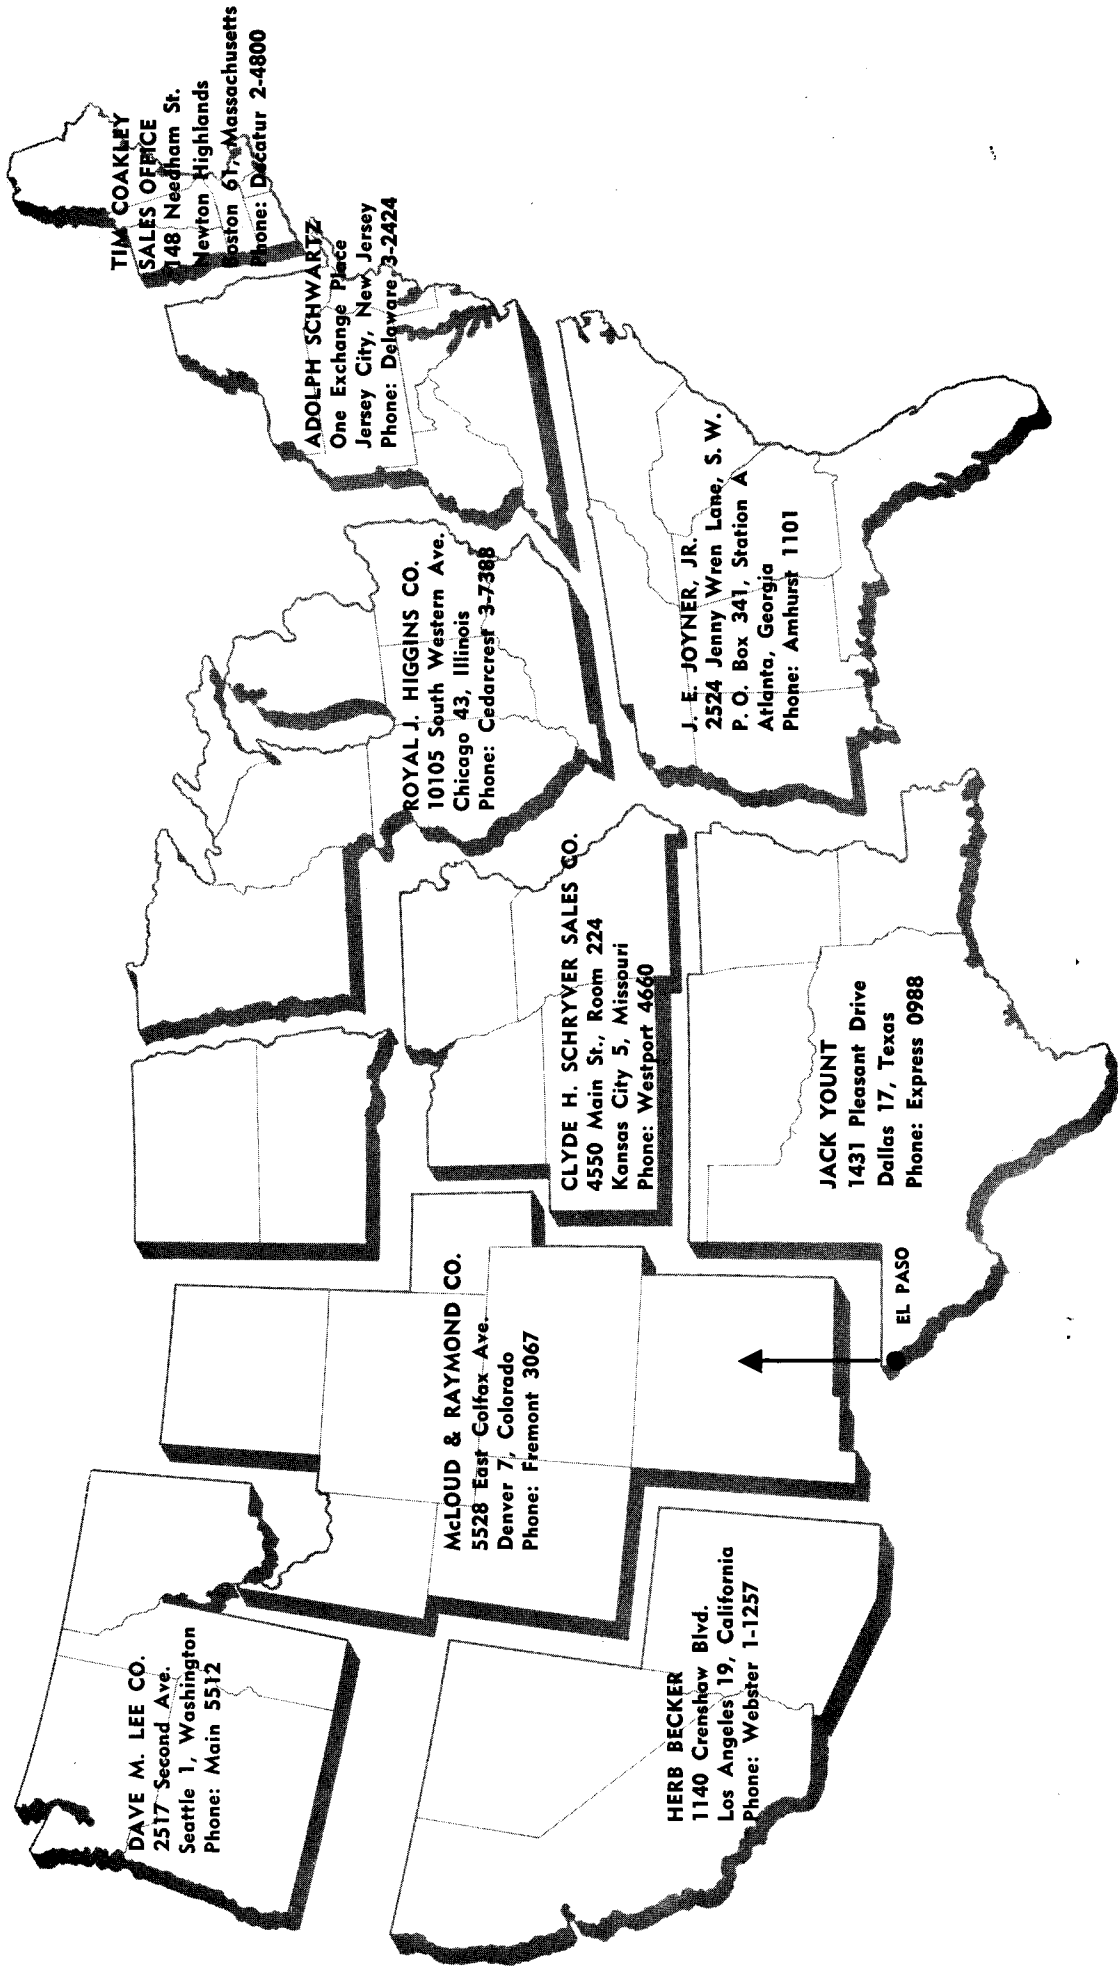 DAVE M. LEE CO.
2517 Second Ave.
Seattle 1, Washington
Phone: Main 5512
HERB BECKER
1140 Crenshaw Blvd.
Los Angeles 19, California
Phone: Webster 1-1257
McLOUD & RAYMOND CO.
5528 East Colfax Ave.
Denver 7, Colorado
Phone: Fremont 3067
EL PASO
JACK YOUNT
1431 Pleasant Drive
Dallas 17, Texas
Phone: Express 0988
CLYDE H. SCHRYVER SALES CO.
4550 Main St., Room 224
Kansas City 5, Missouri
Phone: Westport 4660
ROYAL J. HIGGINS CO.
10105 South Western Ave.
Chicago 43, Illinois
Phone: Cedarcrest 3-7388
J. E. JOYNER, JR.
2524 Jenny Wren Lane, S. W.
P. O. Box 341, Station A
Atlanta, Georgia
Phone: Amhurst 1101
ADOLPH SCHWARTZ
One Exchange Place
Jersey City, New Jersey
Phone: Delaware 3-2424
TIM COAKLEY
SALES OFFICE
148 Needham St.
Newton Highlands
Boston 61, Massachusetts
Phone: Decatur 2-4800